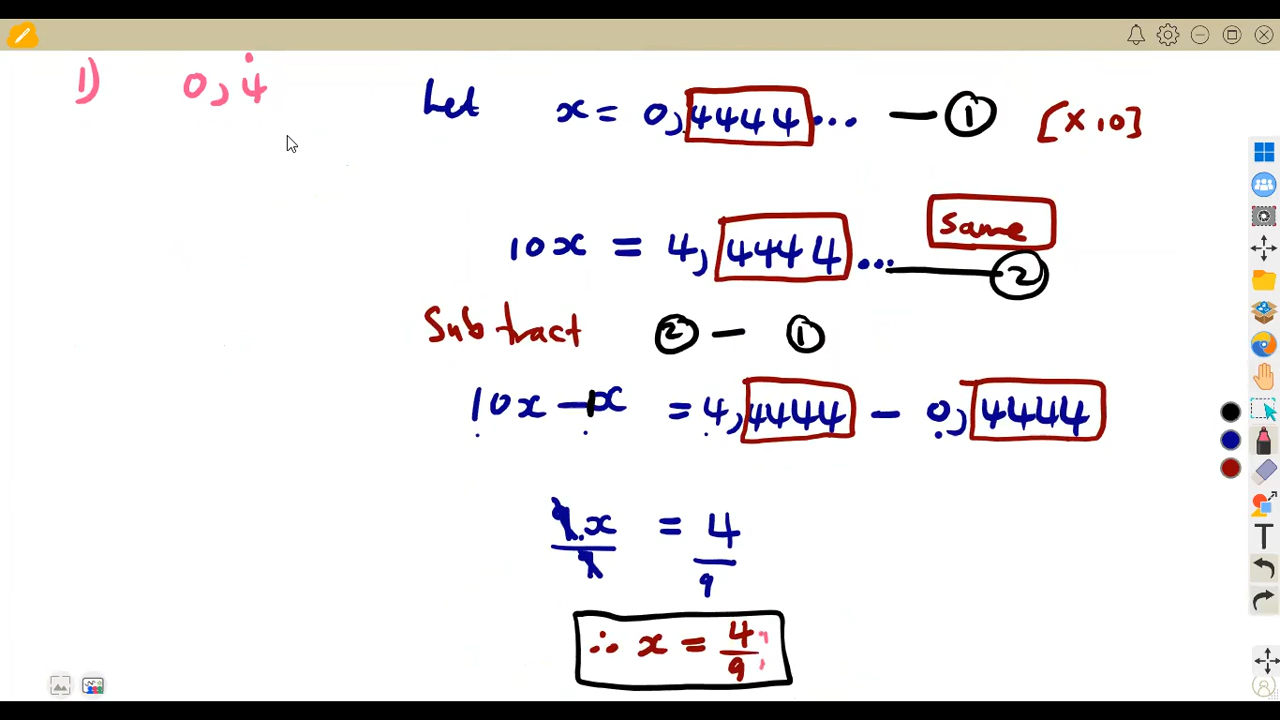 1) 0,4̇
Let x = 0,4444... — ① [×10]
same
10x = 4,4444... — ②
Subtract ② — ①
10x - 1x = 4,4444 - 0,4444
9x/9 = 4/9
∴ x = 4/9
T